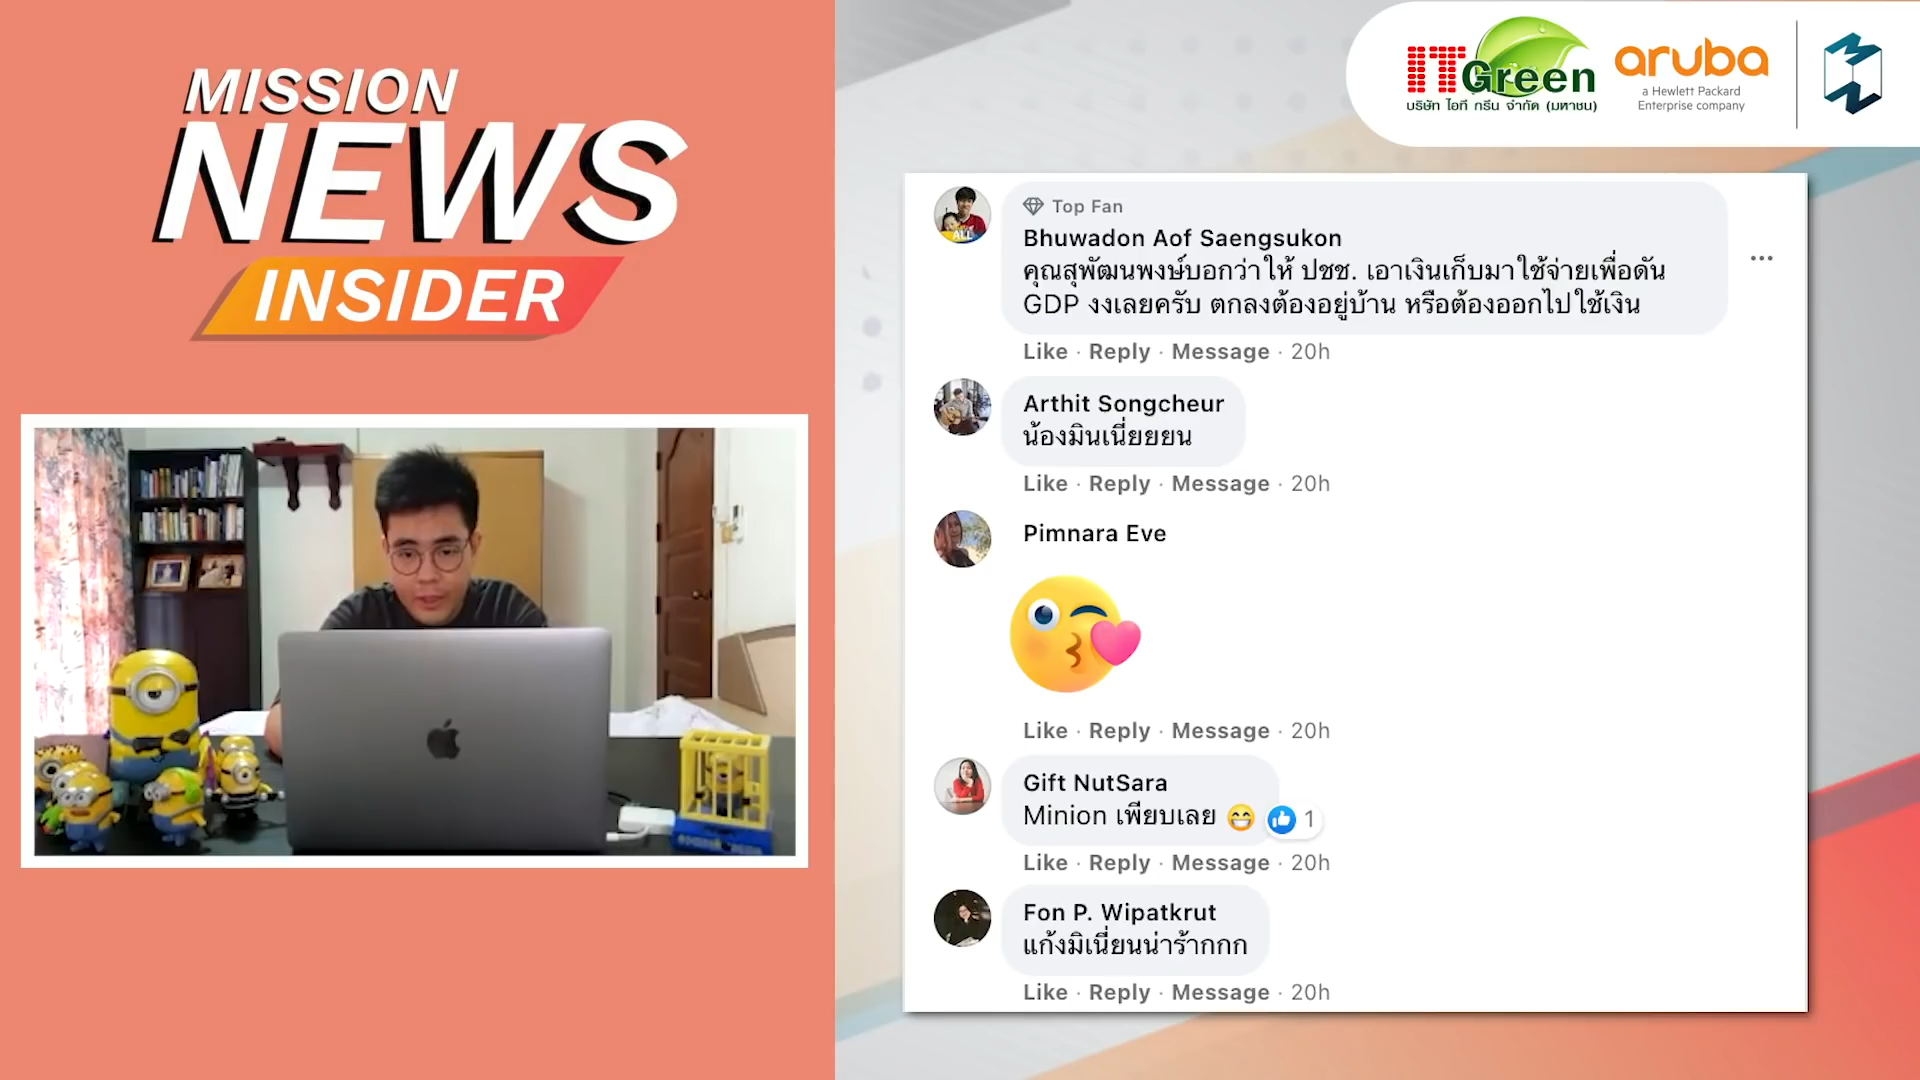 MISSION
NEWS
INSIDER
ITGreen
บริษัท ไอที กรีน จำกัด (มหาชน)
aruba
a Hewlett Packard
Enterprise company
Top Fan
Bhuwadon Aof Saengsukon
คุณสุพัฒนพงษ์บอกว่าให้ ปชช. เอาเงินเก็บมาใช้จ่ายเพื่อดัน
GDP งงเลยครับ ตกลงต้องอยู่บ้าน หรือต้องออกไปใช้เงิน
Like · Reply · Message · 20h
Arthit Songcheur
น้องมินเนี่ยยยน
Like · Reply · Message · 20h
Pimnara Eve
Like · Reply · Message · 20h
Gift NutSara
Minion เพียบเลย 😁 1
Like · Reply · Message · 20h
Fon P. Wipatkrut
แก้งมิเนี่ยนน่าร้ากกก
Like · Reply · Message · 20h